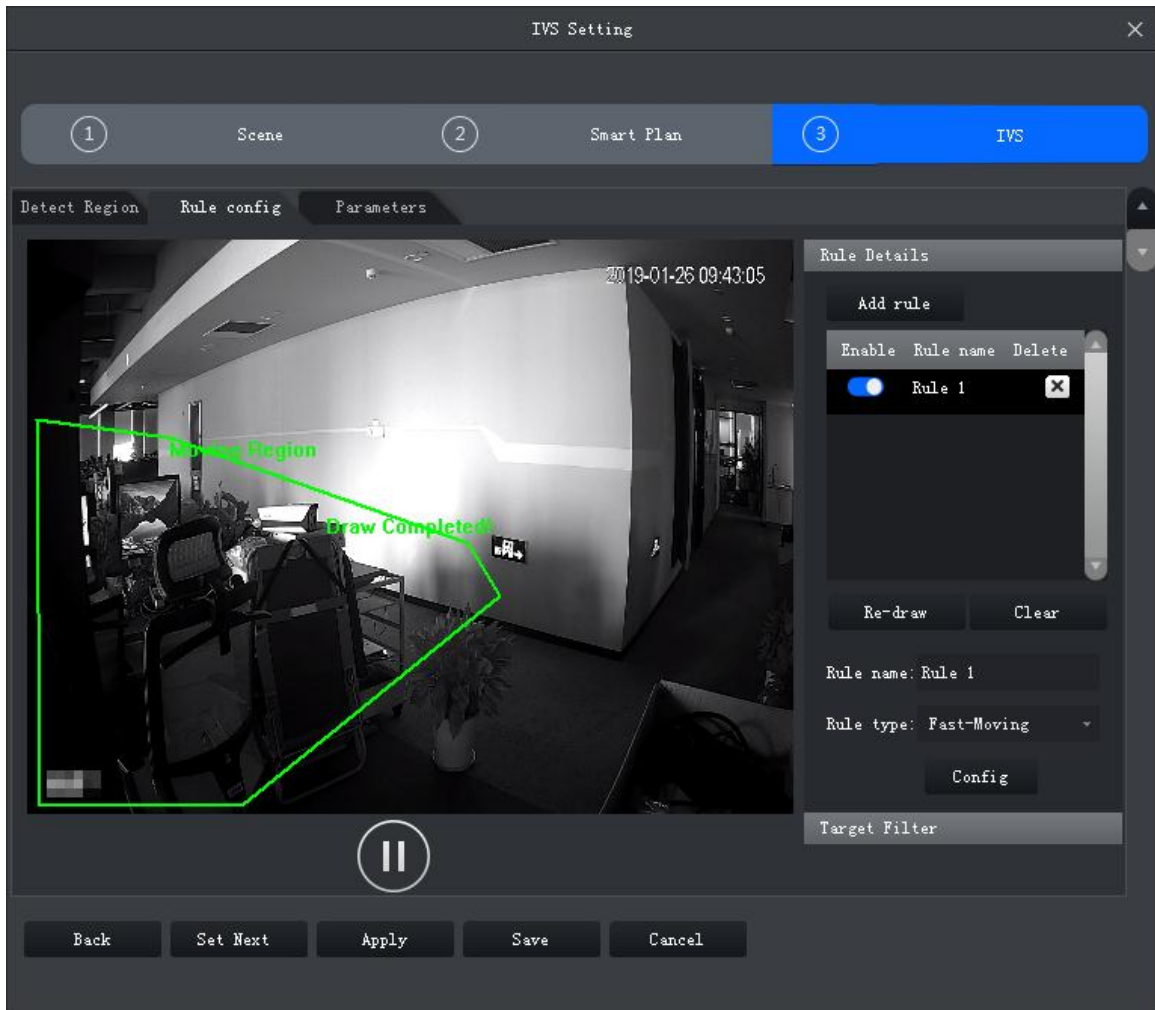 IVS Setting
1 Scene 2 Smart Plan 3 IVS
Detect Region Rule config Parameters
2019-01-26 09:43:05
Moving Region
Draw Completed!
Rule Details
Add rule
Enable Rule name Delete
Rule 1
Re-draw Clear
Rule name: Rule 1
Rule type: Fast-Moving
Config
Target Filter
Back Set Next Apply Save Cancel